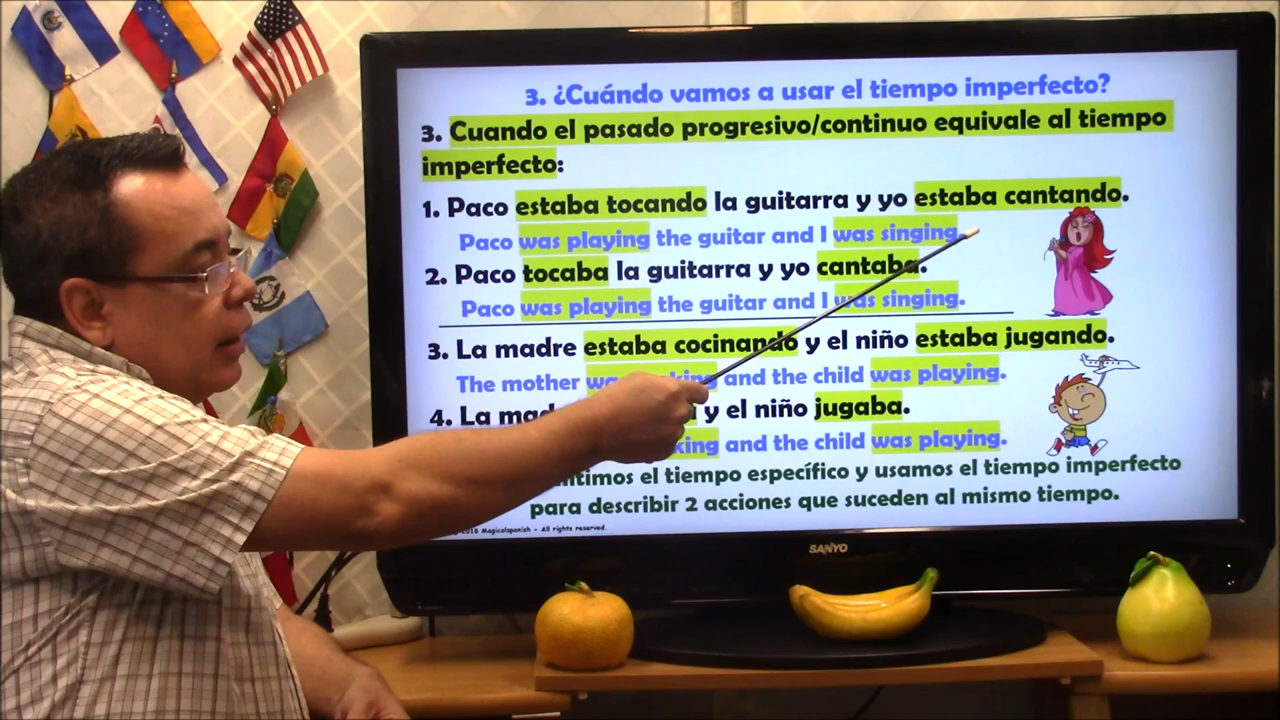 3. ¿Cuándo vamos a usar el tiempo imperfecto?
3. Cuando el pasado progresivo/continuo equivale al tiempo
imperfecto:
1. Paco estaba tocando la guitarra y yo estaba cantando.
Paco was playing the guitar and I was singing.
2. Paco tocaba la guitarra y yo cantaba.
Paco was playing the guitar and I was singing.
3. La madre estaba cocinando y el niño estaba jugando.
The mother and the child was playing.
4. La y el niño jugaba.
and the child was playing.
el tiempo específico y usamos el tiempo imperfecto
para describir 2 acciones que suceden al mismo tiempo.
Magicalspanish - All rights reserved.
SANYO